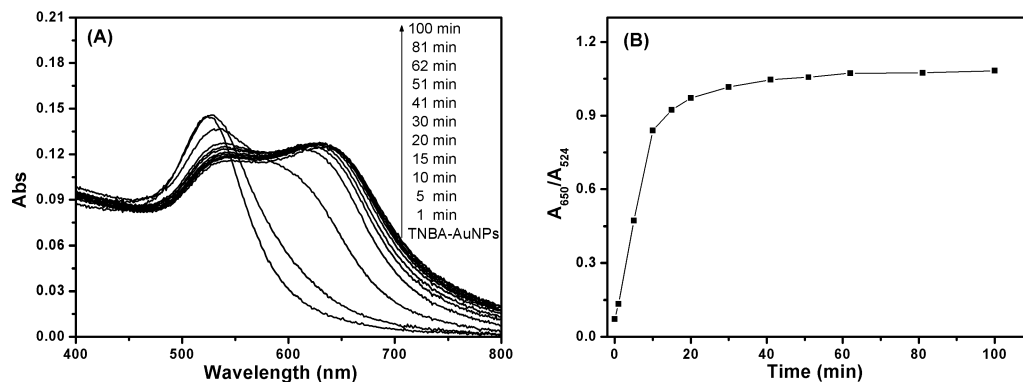 (A)
0.21
0.18
0.15
0.12
0.09
0.06
0.03
0.00
Abs
400
500
600
700
800
Wavelength (nm)
100 min
81 min
62 min
51 min
41 min
30 min
20 min
15 min
10 min
5 min
1 min
TNBA-AuNPs
(B)
1.2
0.9
0.6
0.3
0.0
A650/A524
0
20
40
60
80
100
Time (min)